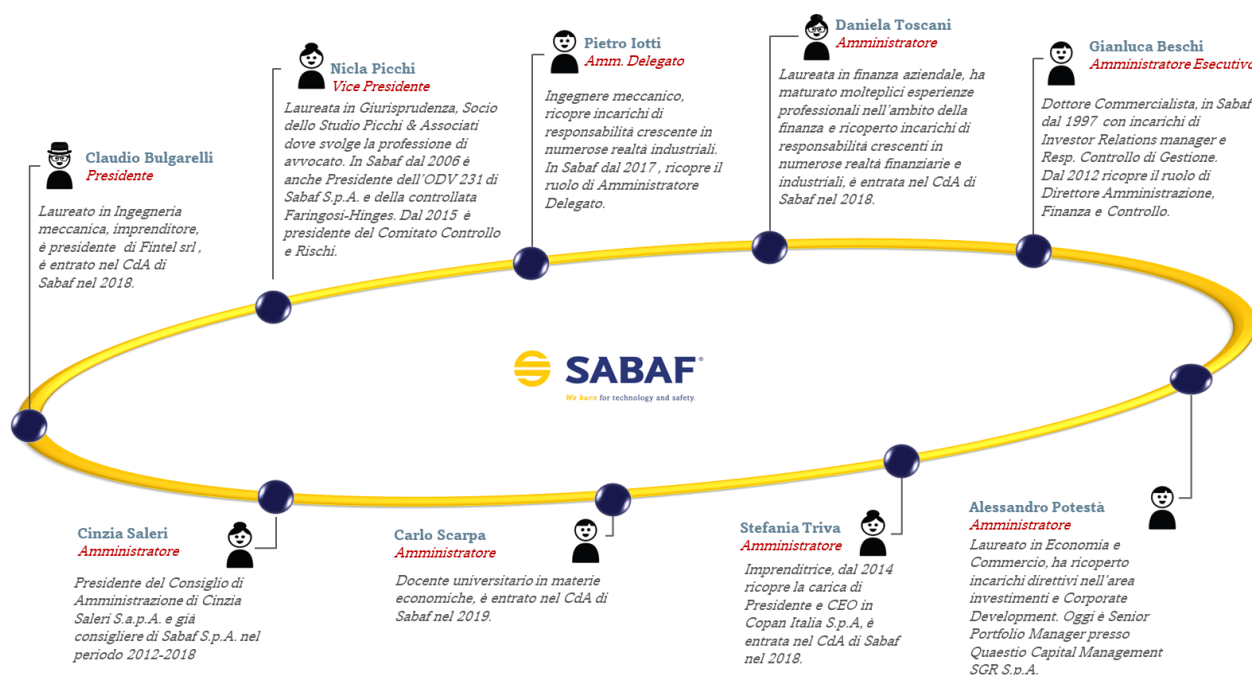 Claudio Bulgarelli
Presidente
Laureato in Ingegneria
meccanica, imprenditore,
è presidente di Fintel srl ,
è entrato nel CdA di
Sabaf nel 2018.
Nicla Picchi
Vice Presidente
Laureata in Giurisprudenza, Socio
dello Studio Picchi & Associati
dove svolge la professione di
avvocato. In Sabaf dal 2006 è
anche Presidente dell'ODV 231 di
Sabaf S.p.A. e della controllata
Faringosi-Hinges. Dal 2015 è
presidente del Comitato Controllo
e Rischi.
Pietro Iotti
Amm. Delegato
Ingegnere meccanico,
ricopre incarichi di
responsabilità crescente in
numerose realtà industriali.
In Sabaf dal 2017 , ricopre il
ruolo di Amministratore
Delegato.
Daniela Toscani
Amministratore
Laureata in finanza aziendale, ha
maturato molteplici esperienze
professionali nell'ambito della
finanza e ricoperto incarichi di
responsabilità crescenti in
numerose realtà finanziarie e
industriali, è entrata nel CdA di
Sabaf nel 2018.
Gianluca Beschi
Amministratore Esecutivo
Dottore Commercialista, in Sabaf
dal 1997 con incarichi di
Investor Relations manager e
Resp. Controllo di Gestione.
Dal 2012 ricopre il ruolo di
Direttore Amministrazione,
Finanza e Controllo.
SABAF®
We burn for technology and safety.
Cinzia Saleri
Amministratore
Presidente del Consiglio di
Amministrazione di Cinzia
Saleri S.a.p.A. e già
consigliere di Sabaf S.p.A. nel
periodo 2012-2018
Carlo Scarpa
Amministratore
Docente universitario in materie
economiche, è entrato nel CdA di
Sabaf nel 2019.
Stefania Triva
Amministratore
Imprenditrice, dal 2014
ricopre la carica di
Presidente e CEO in
Copan Italia S.p.A, è
entrata nel CdA di Sabaf
nel 2018.
Alessandro Potestà
Amministratore
Laureato in Economia e
Commercio, ha ricoperto
incarichi direttivi nell'area
investimenti e Corporate
Development. Oggi è Senior
Portfolio Manager presso
Quaestio Capital Management
SGR S.p.A.